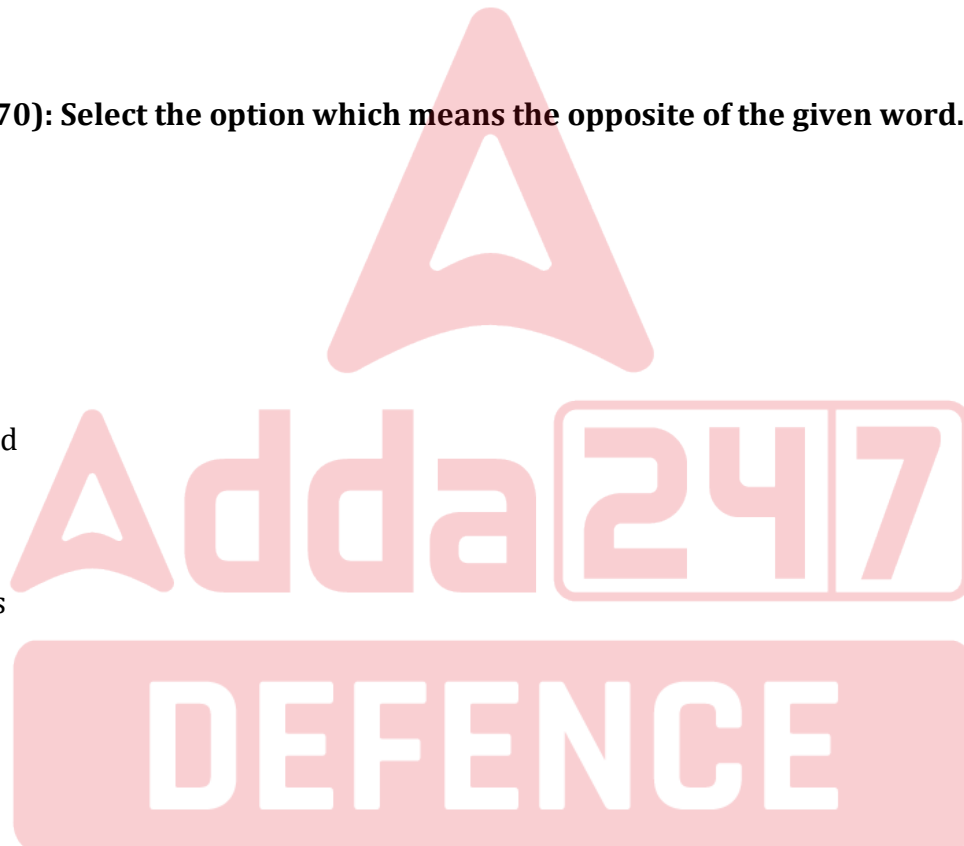 70): Select the option which means the opposite of the given word.
d
Adda247
s
DEFENCE